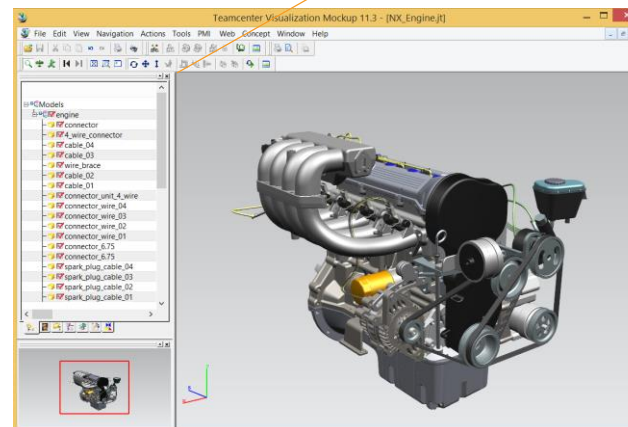 Teamcenter Visualization Mockup 11.3 - [NX_Engine.jt]
File Edit View Navigation Actions Tools PMI Web Concept Window Help
Models
engine
connector
4_wire_connector
cable_04
cable_03
wire_brace
cable_02
cable_01
connector_unit_4_wire
connector_wire_04
connector_wire_03
connector_wire_02
connector_wire_01
connector_6.75
connector_6.75
spark_plug_cable_04
spark_plug_cable_03
spark_plug_cable_02
spark_plug_cable_01